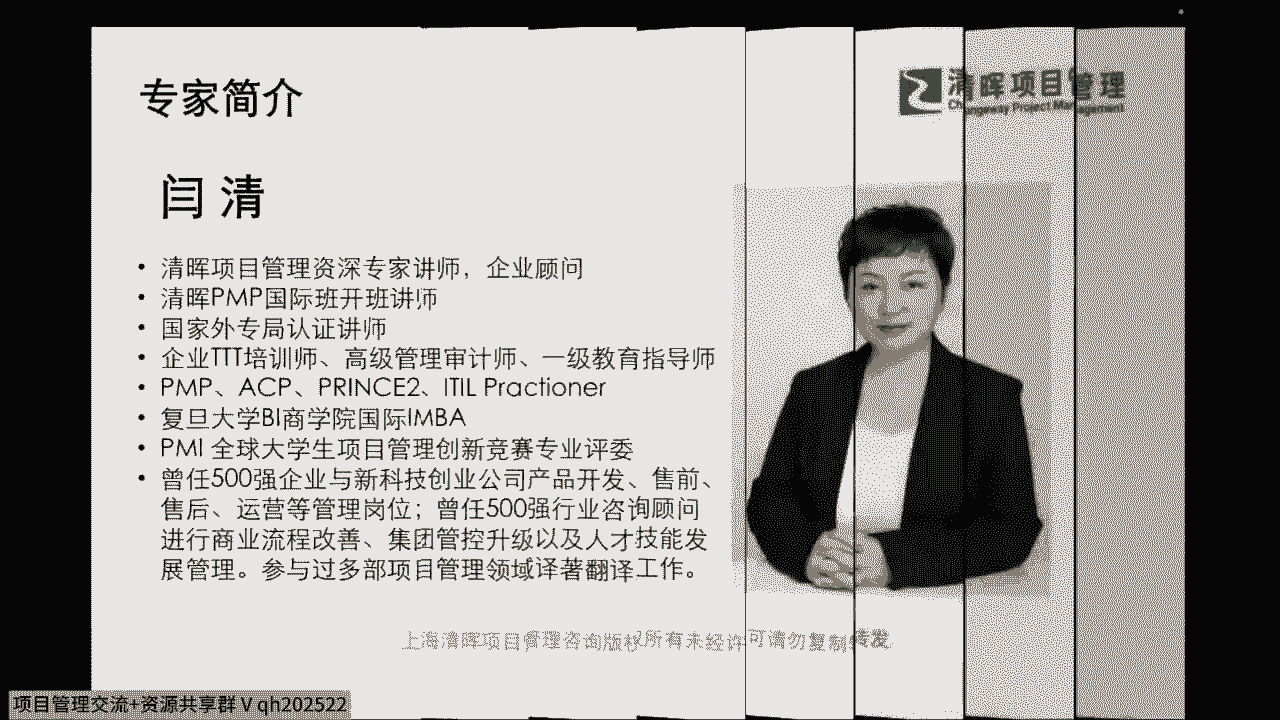 专家简介
清晖项目管理
Changeway Project Management
闫 清
• 清晖项目管理资深专家讲师，企业顾问
• 清晖PMP国际班开班讲师
• 国家外专局认证讲师
• 企业TTT培训师、高级管理审计师、一级教育指导师
• PMP、ACP、PRINCE2、ITIL Practioner
• 复旦大学BI商学院国际IMBA
• PMI 全球大学生项目管理创新竞赛专业评委
• 曾任500强企业与新科技创业公司产品开发、售前、
售后、运营等管理岗位；曾任500强行业咨询顾问
进行商业流程改善、集团管控升级以及人才技能发
展管理。参与过多部项目管理领域译著翻译工作。
上海清晖项目管理咨询版权所有未经许可请勿复制转发
项目管理交流+资源共享群 V qh202522